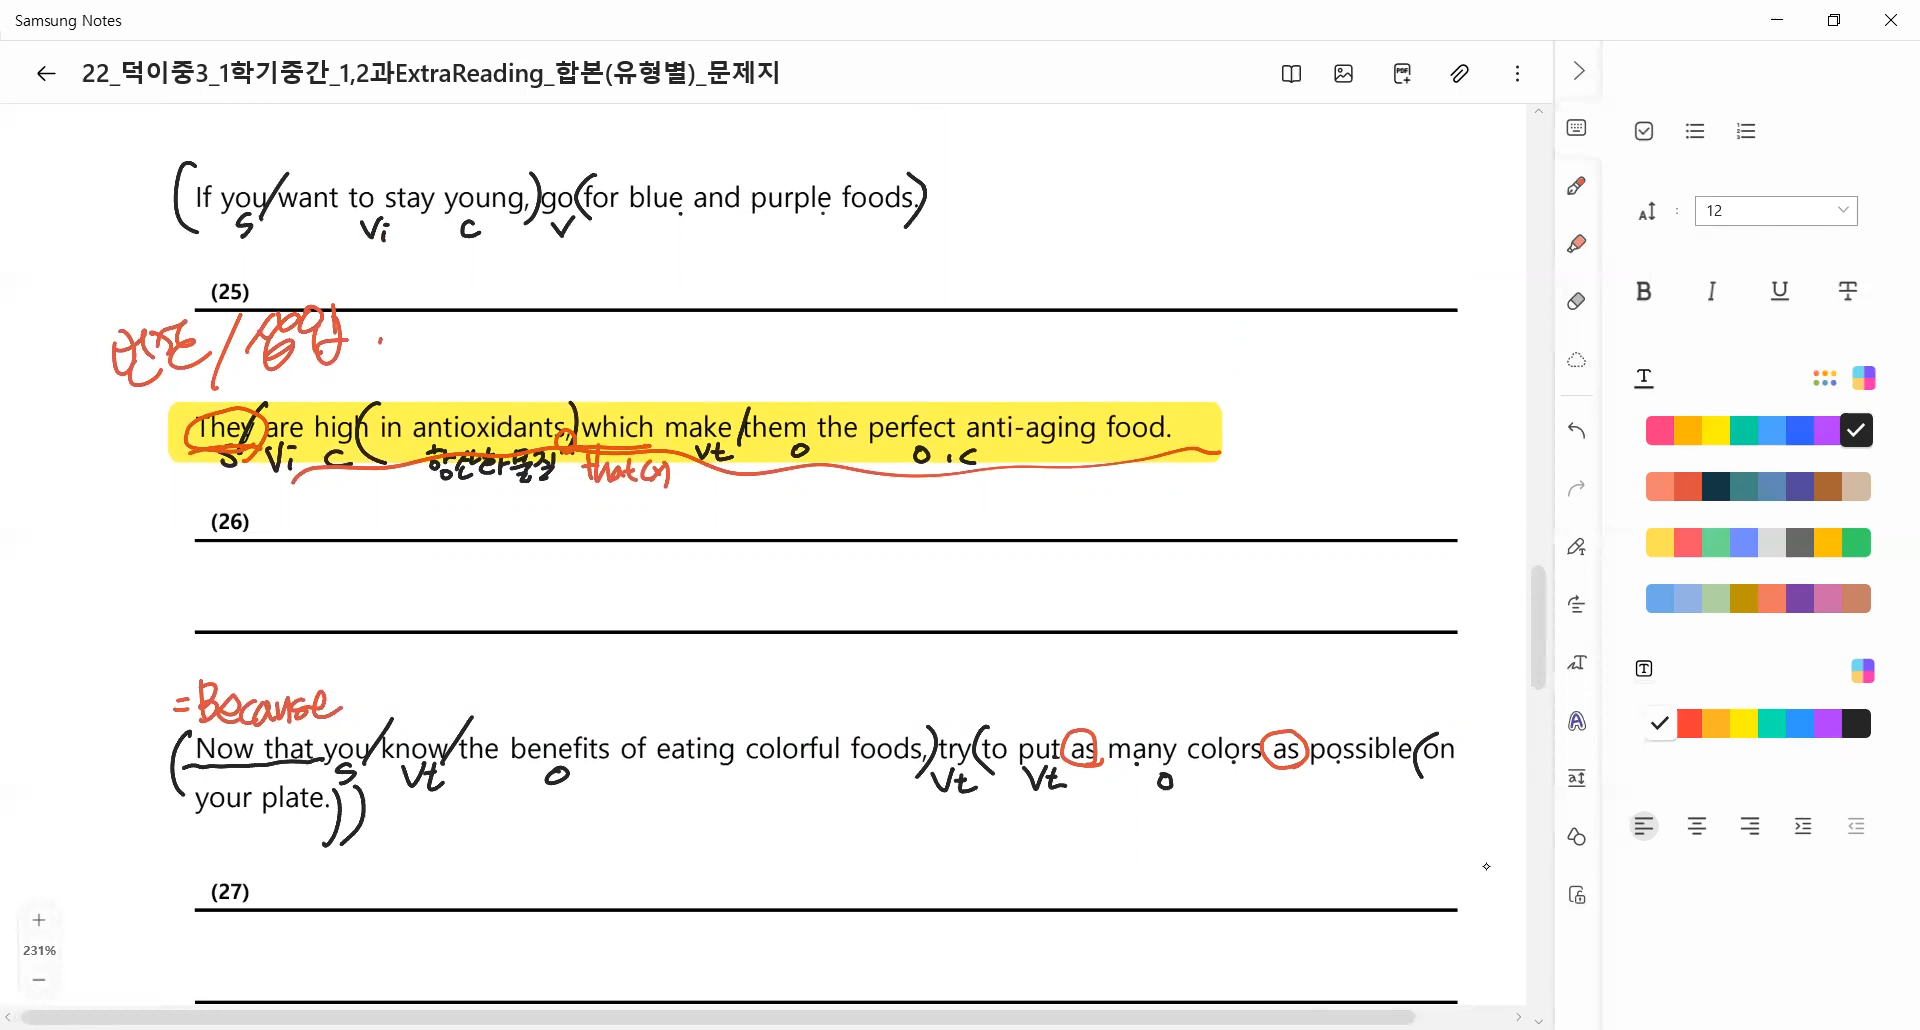 Samsung Notes
22_덕이중3_1학기중간_1,2과ExtraReading_합본(유형별)_문제지
If you want to stay young, go for blue and purple foods.
S Vi C V
(25)
They are high in antioxidants, which make them the perfect anti-aging food.
S Vi C 항산화물질 that(x) Vt O O.C
(26)
= Because
Now that you know the benefits of eating colorful foods, try to put as many colors as possible on
S Vt O Vt Vt O
your plate.
(27)
12
B I U T
T
T
231%